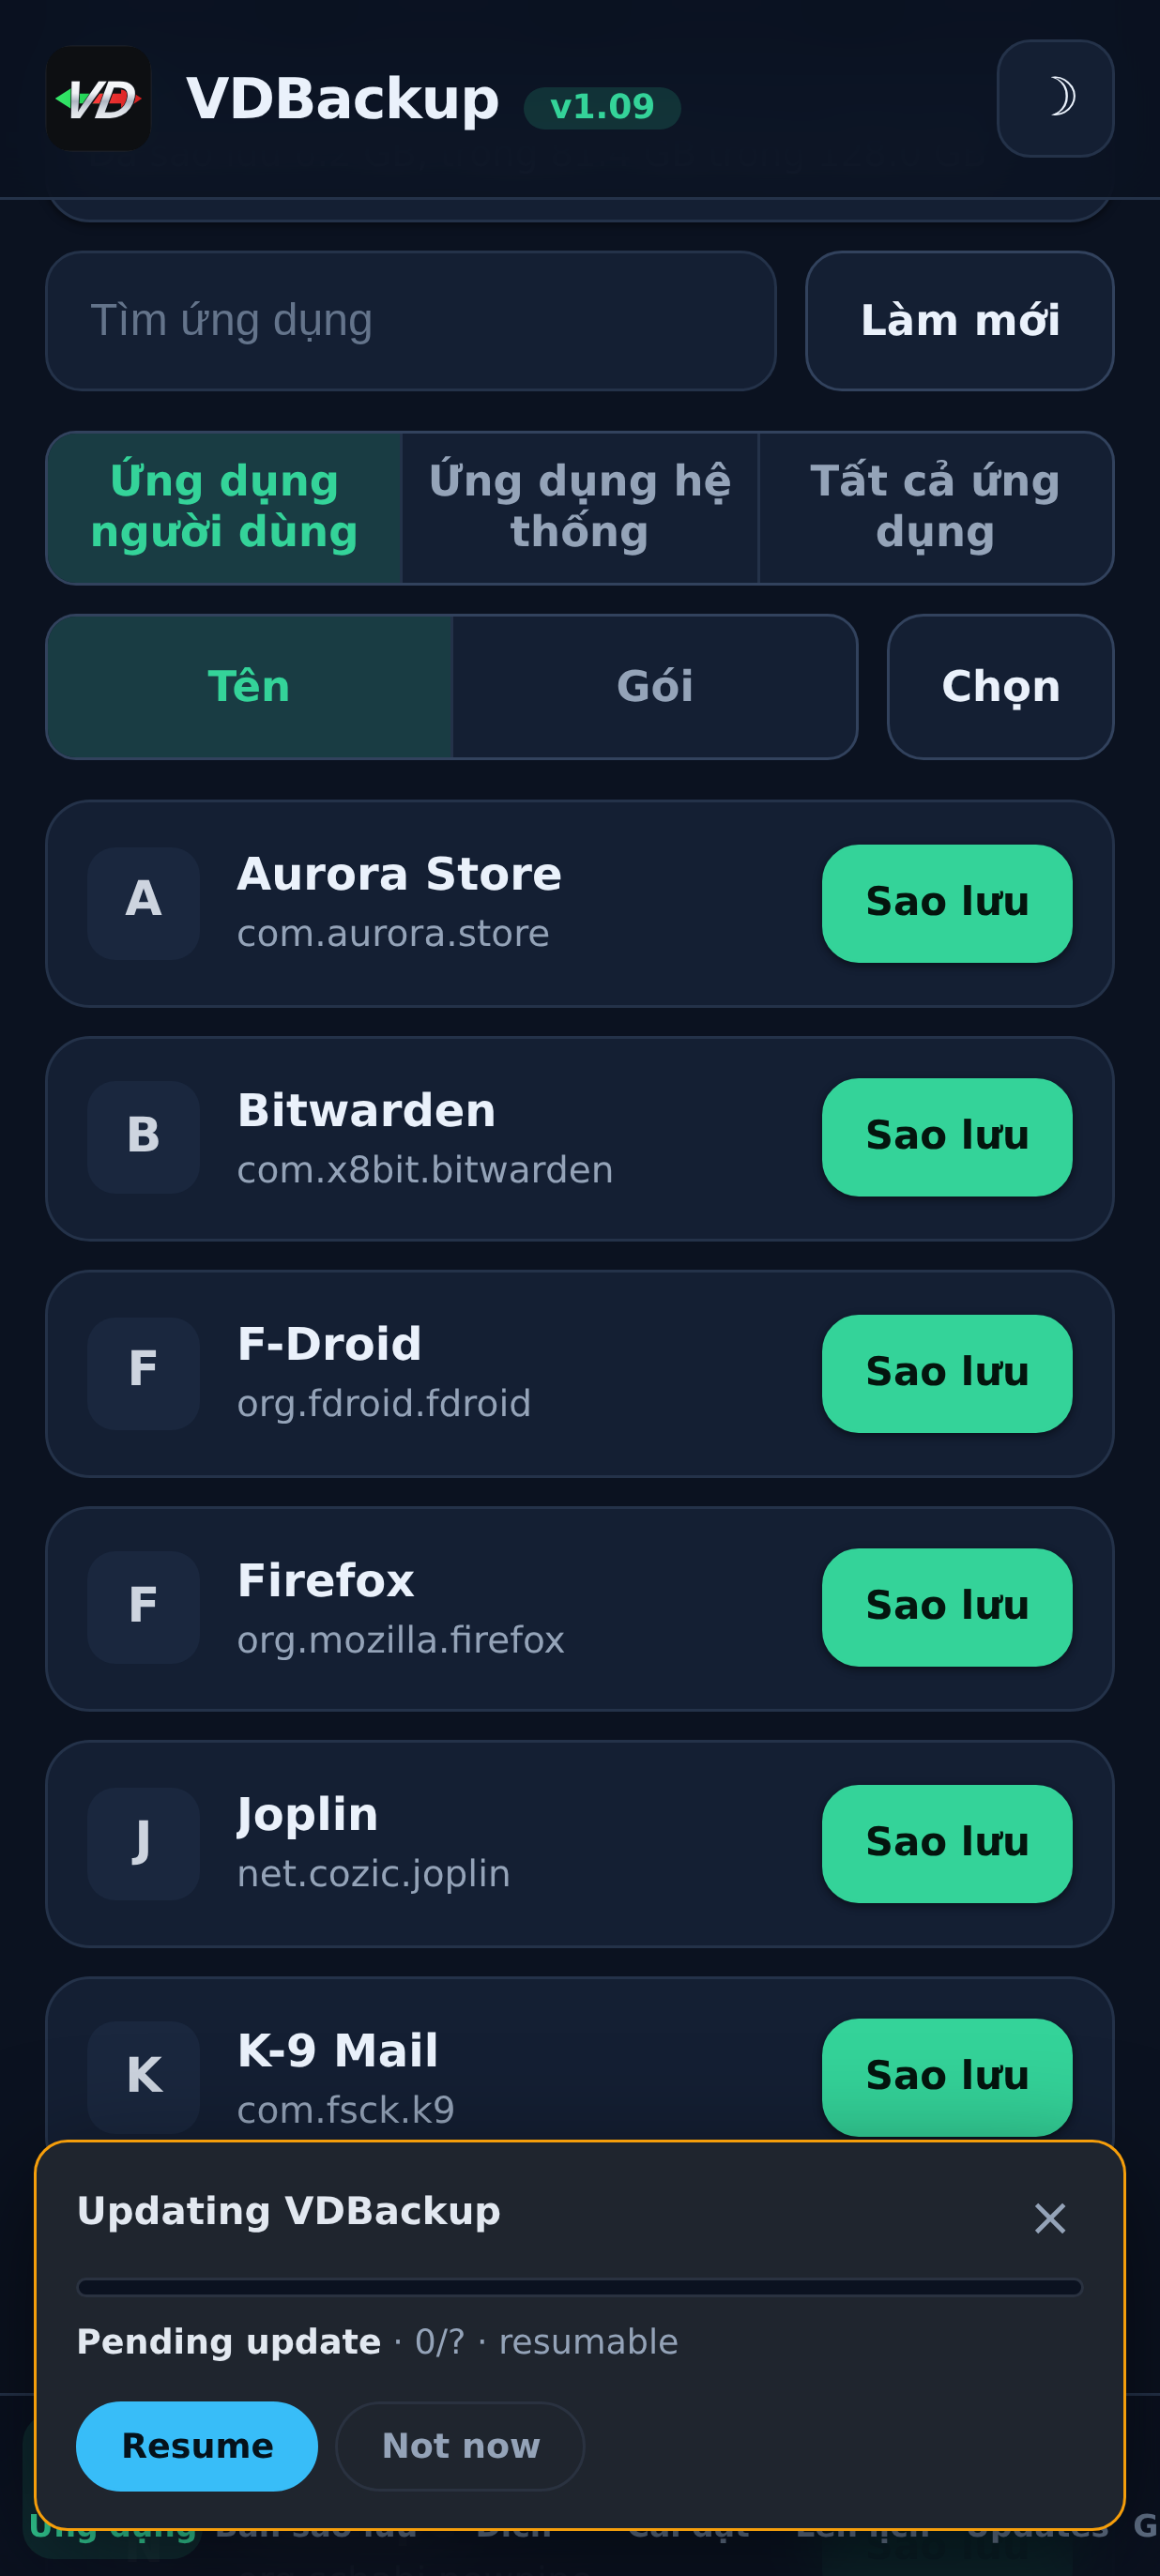 VD
VDBackup v1.09
☽
Tìm ứng dụng
Làm mới
Ứng dụng
người dùng
Ứng dụng hệ
thống
Tất cả ứng
dụng
Tên
Gói
Chọn
A
Aurora Store
com.aurora.store
Sao lưu
B
Bitwarden
com.x8bit.bitwarden
Sao lưu
F
F-Droid
org.fdroid.fdroid
Sao lưu
F
Firefox
org.mozilla.firefox
Sao lưu
J
Joplin
net.cozic.joplin
Sao lưu
K
K-9 Mail
com.fsck.k9
Sao lưu
Updating VDBackup
×
Pending update · 0/? · resumable
Resume
Not now
Ứng dụng
Updates